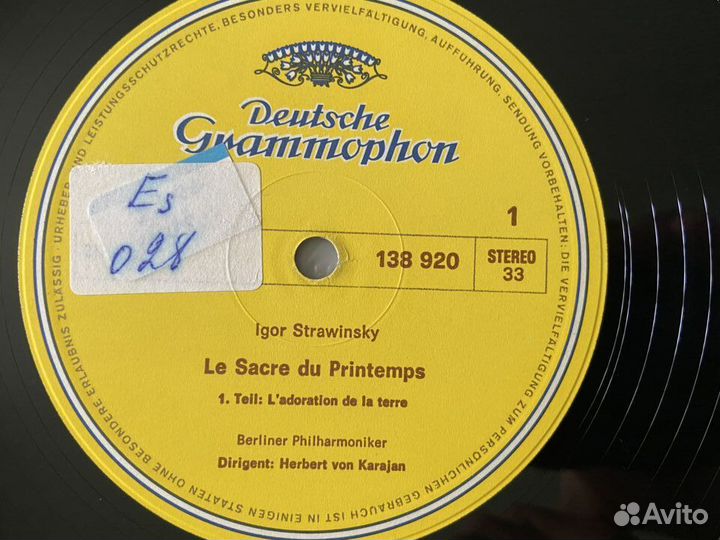 Deutsche
Grammophon
Es
028
1
138 920
STEREO
33
Igor Strawinsky
Le Sacre du Printemps
1. Teil: L'adoration de la terre
Berliner Philharmoniker
Dirigent: Herbert von Karajan
URHEBER- UND LEISTUNGSSCHUTZRECHTE, BESONDERS VERVIELFÄLTIGUNG, AUFFÜHRUNG, SENDUNG VORBEHALTEN: DIE VERVIELFÄLTIGUNG ZUM PERSÖNLICHEN GEBRAUCH IST IN EINIGEN STAATEN OHNE BESONDERE ERLAUBNIS ZULÄSSIG ·
Avito